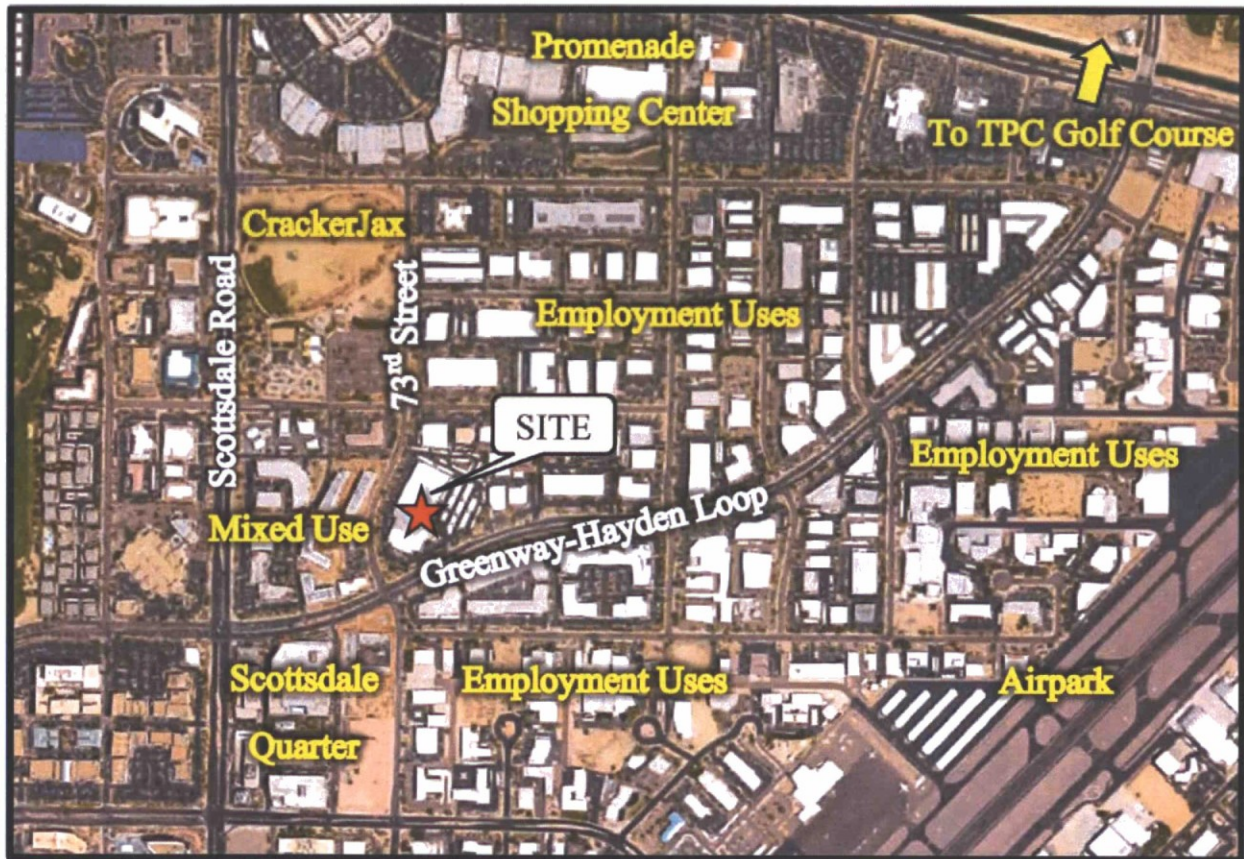 Promenade
Shopping Center
To TPC Golf Course
CrackerJax
Scottsdale Road
73rd Street
Employment Uses
SITE
Employment Uses
Mixed Use
Greenway-Hayden Loop
Scottsdale
Quarter
Employment Uses
Airpark